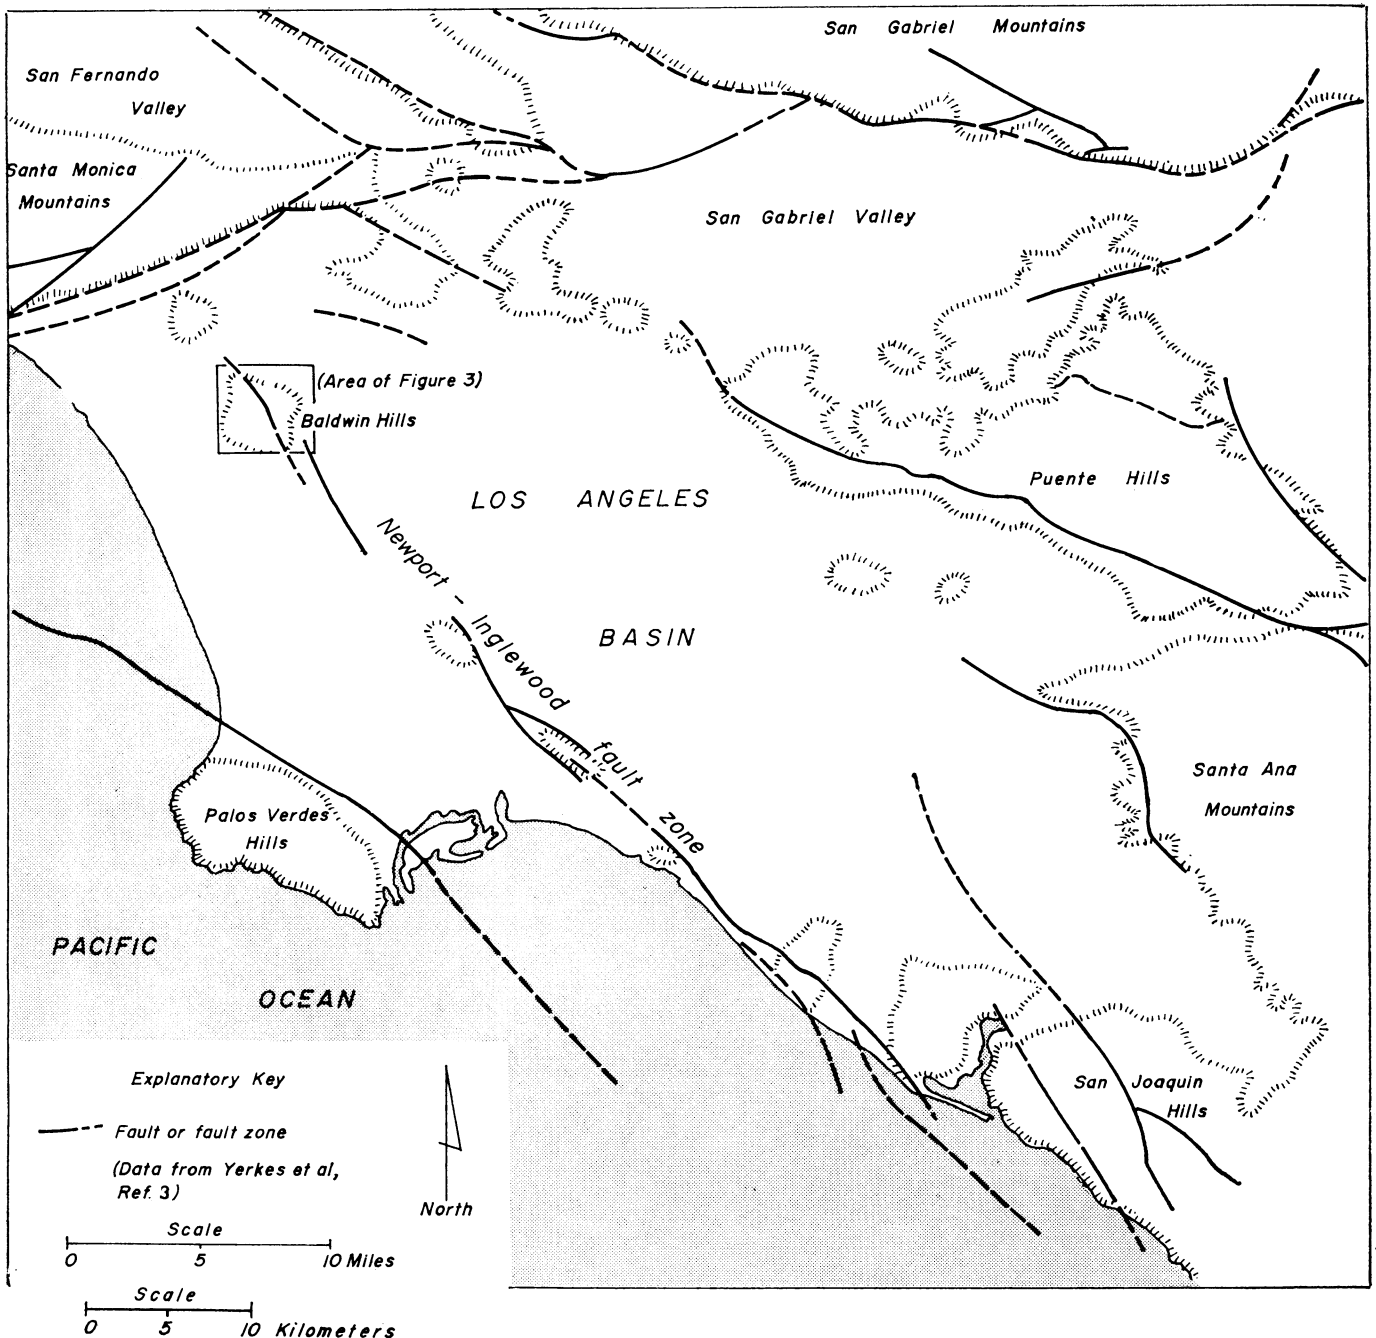 San Gabriel Mountains
San Fernando
Valley
Santa Monica
Mountains
San Gabriel Valley
(Area of Figure 3)
Baldwin Hills
Puente Hills
LOS ANGELES
BASIN
Newport - Inglewood fault zone
Santa Ana
Mountains
Palos Verdes
Hills
PACIFIC
OCEAN
San Joaquin
Hills
Explanatory Key
Fault or fault zone
(Data from Yerkes et al,
Ref. 3)
North
Scale
0 5 10 Miles
Scale
0 5 10 Kilometers